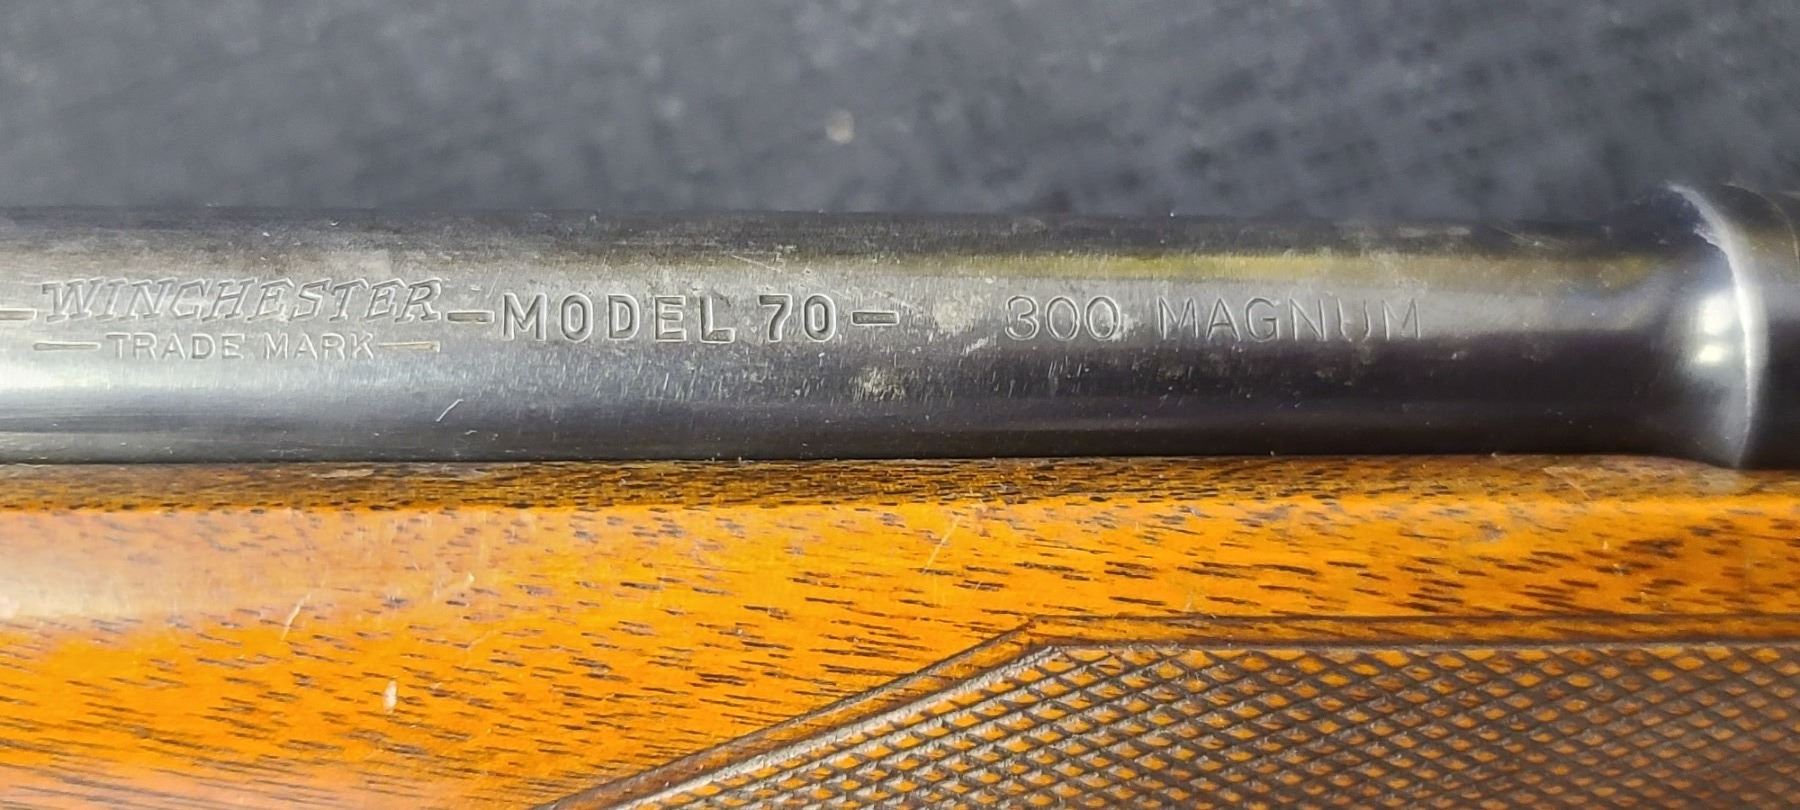 –WINCHESTER–MODEL 70– 300 MAGNUM
–TRADE MARK–